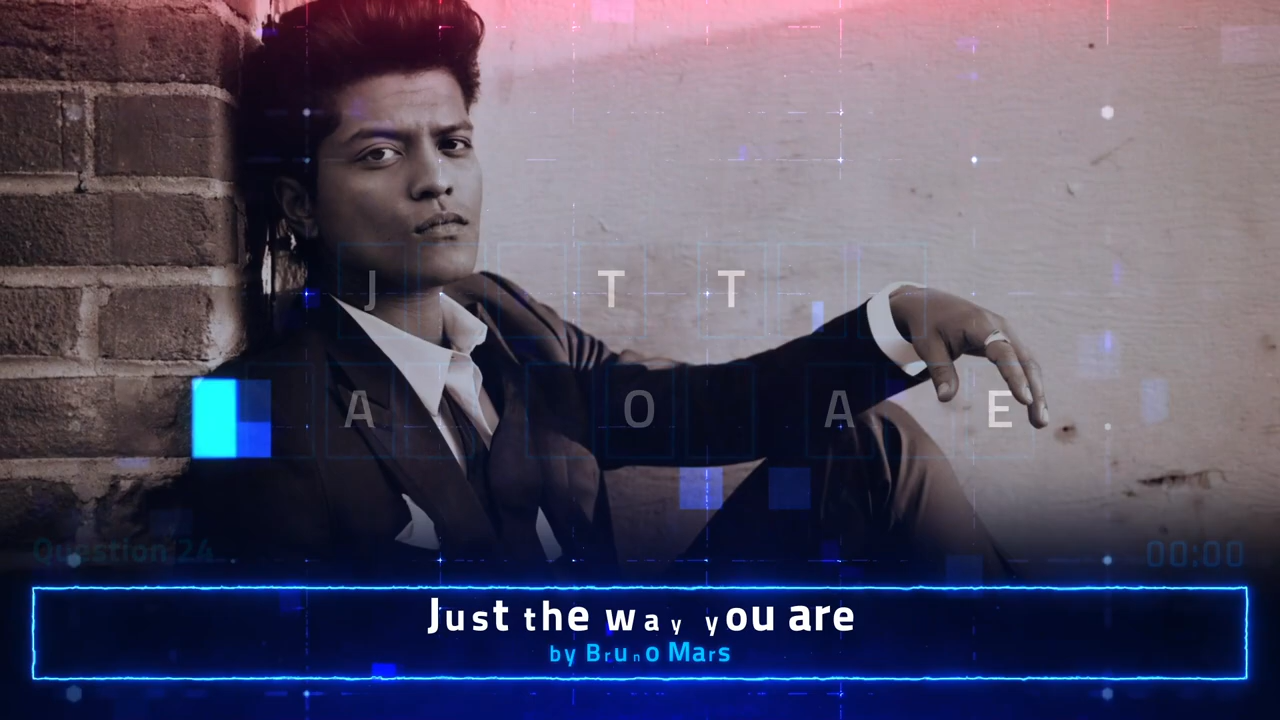 J T T
A O A E
Question 24
00:00
Just the way you are
by Bruno Mars